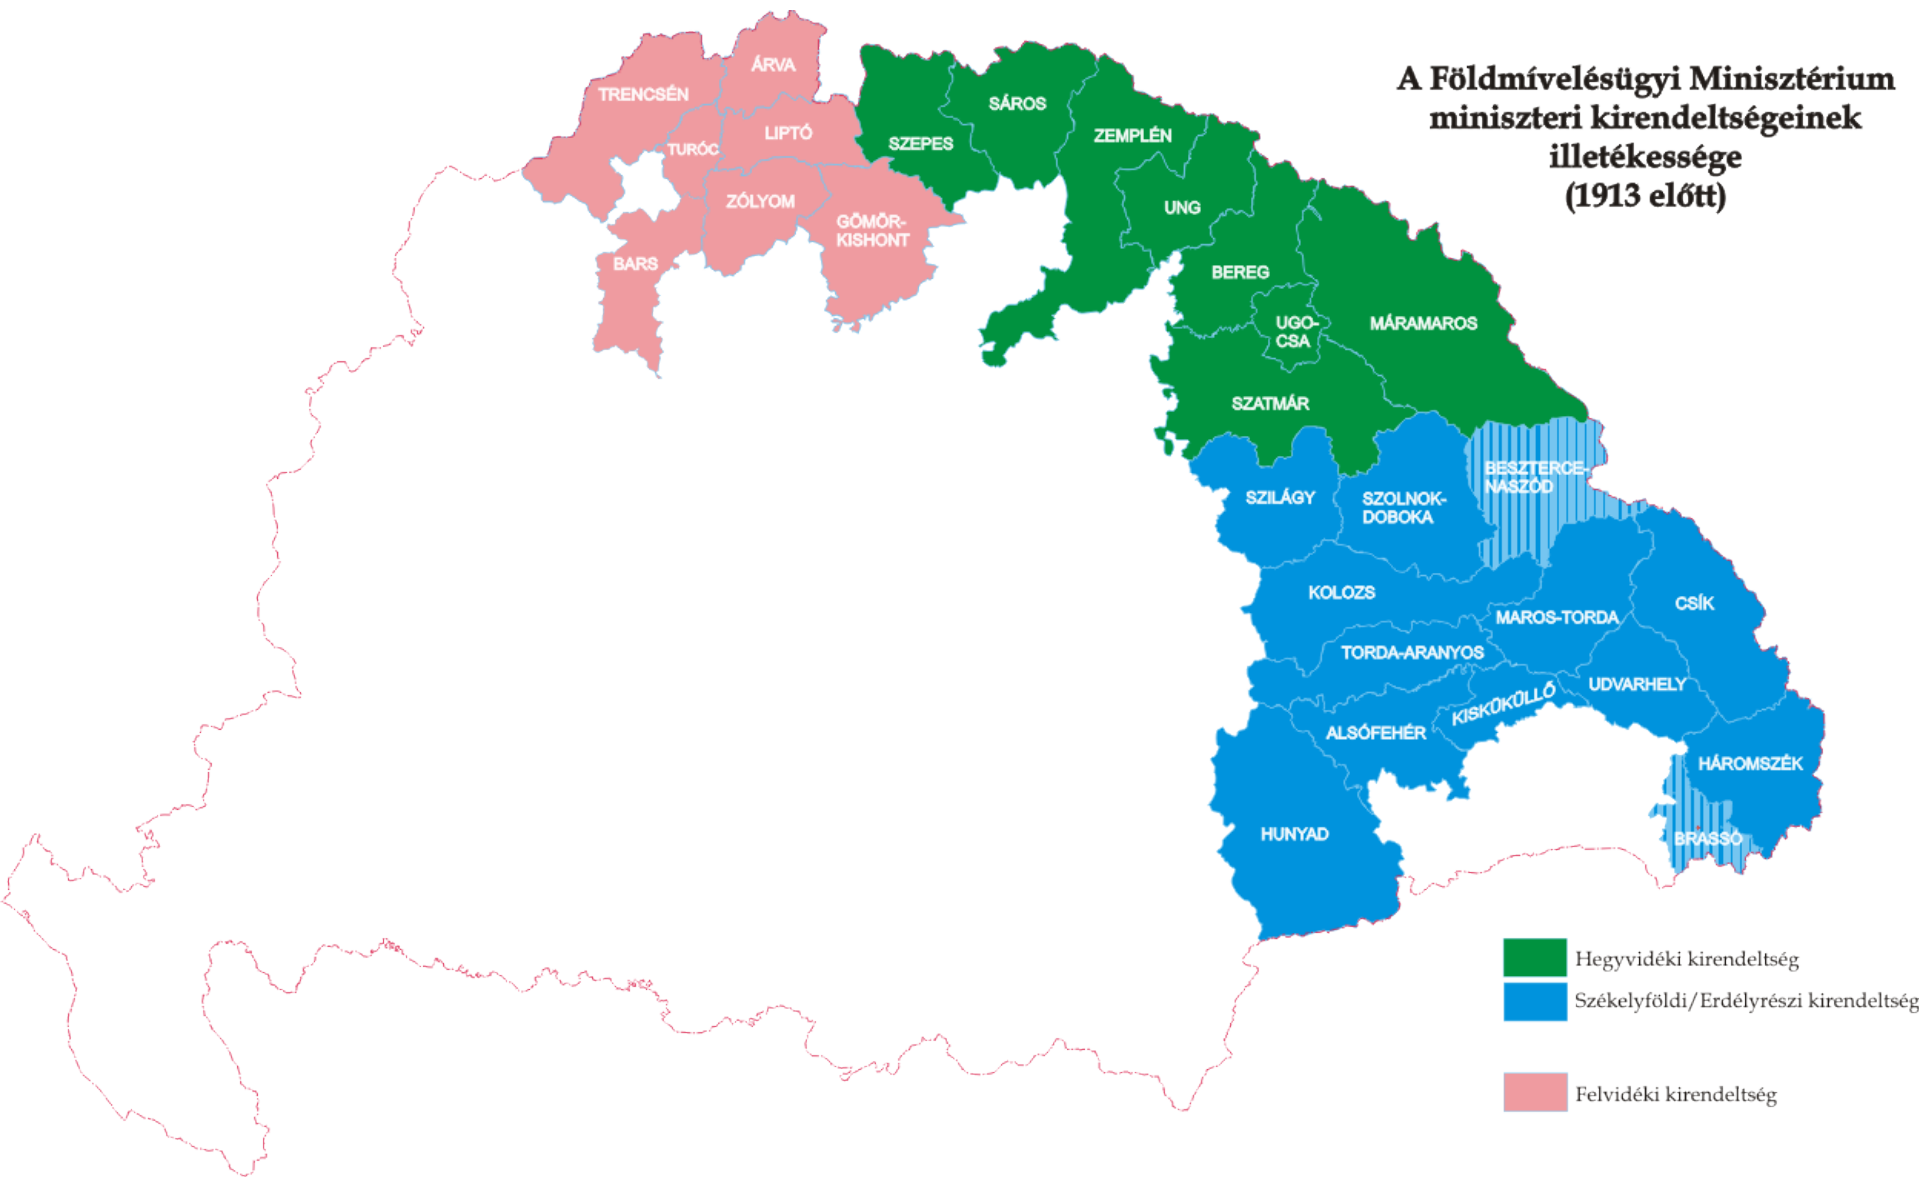 A Földmívelésügyi Minisztérium
miniszteri kirendeltségeinek
illetékessége
(1913 előtt)
ÁRVA
TRENCSÉN
LIPTÓ
TURÓC
ZÓLYOM
GÖMÖR-
KISHONT
BARS
SZEPES
SÁROS
ZEMPLÉN
UNG
BEREG
UGO-
CSA
MÁRAMAROS
SZATMÁR
SZILÁGY
SZOLNOK-
DOBOKA
BESZTERCE-
NASZÓD
KOLOZS
MAROS-TORDA
CSÍK
TORDA-ARANYOS
UDVARHELY
KISKÜKÜLLŐ
ALSÓFEHÉR
HÁROMSZÉK
HUNYAD
BRASSÓ
Hegyvidéki kirendeltség
Székelyföldi/Erdélyrészi kirendeltség
Felvidéki kirendeltség